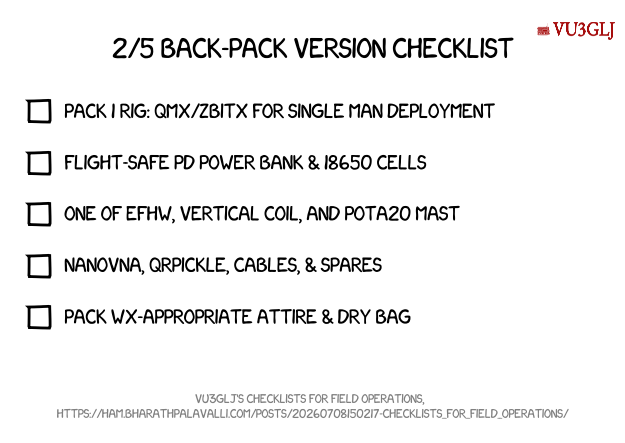 VU3GLJ
2/5 BACK-PACK VERSION CHECKLIST
PACK 1 RIG: QMX/ZBITX FOR SINGLE MAN DEPLOYMENT
FLIGHT-SAFE PD POWER BANK & 18650 CELLS
ONE OF EFHW, VERTICAL COIL, AND POTA20 MAST
NANOVNA, QRPICKLE, CABLES, & SPARES
PACK WX-APPROPRIATE ATTIRE & DRY BAG
VU3GLJ'S CHECKLISTS FOR FIELD OPERATIONS,
HTTPS://HAM.BHARATHPALAVALLI.COM/POSTS/20260708150217-CHECKLISTS_FOR_FIELD_OPERATIONS/